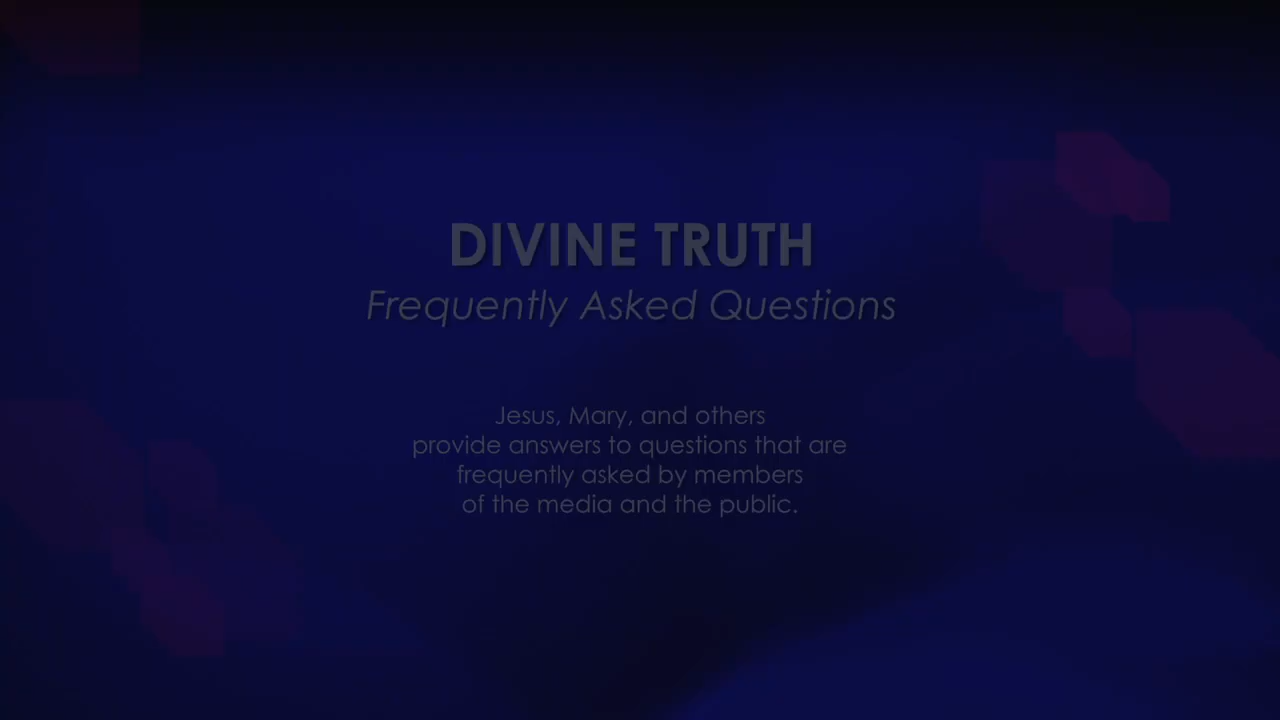 DIVINE TRUTH
Frequently Asked Questions
Jesus, Mary, and others
provide answers to questions that are
frequently asked by members
of the media and the public.